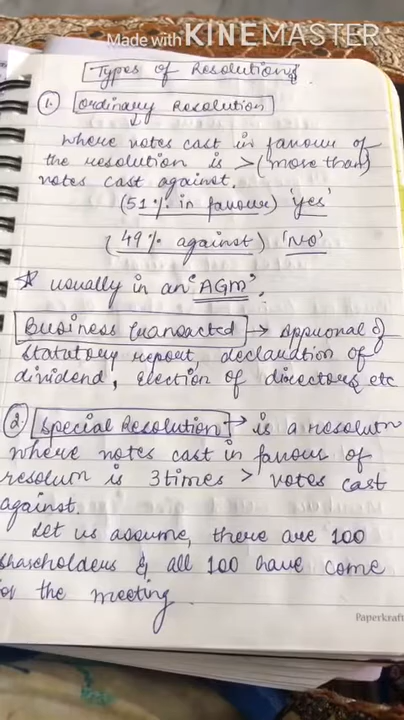 Made with KINEMASTER
Types of Resolutions
1. Ordinary Resolution
where votes cast in favour of
the resolution is > (more than)
votes cast against.
(51% in favour) 'Yes'
(49% against) 'NO'
☆ usually in an 'AGM'.
Business transacted → Approval of
statutory report, declaration of
dividend, election of directors, etc
2. Special Resolution → is a resolutn
where votes cast in favour of
resolun is 3 times > votes cast
against.
Let us assume, there are 100
shareholders & all 100 have come
for the meeting.
Paperkraft